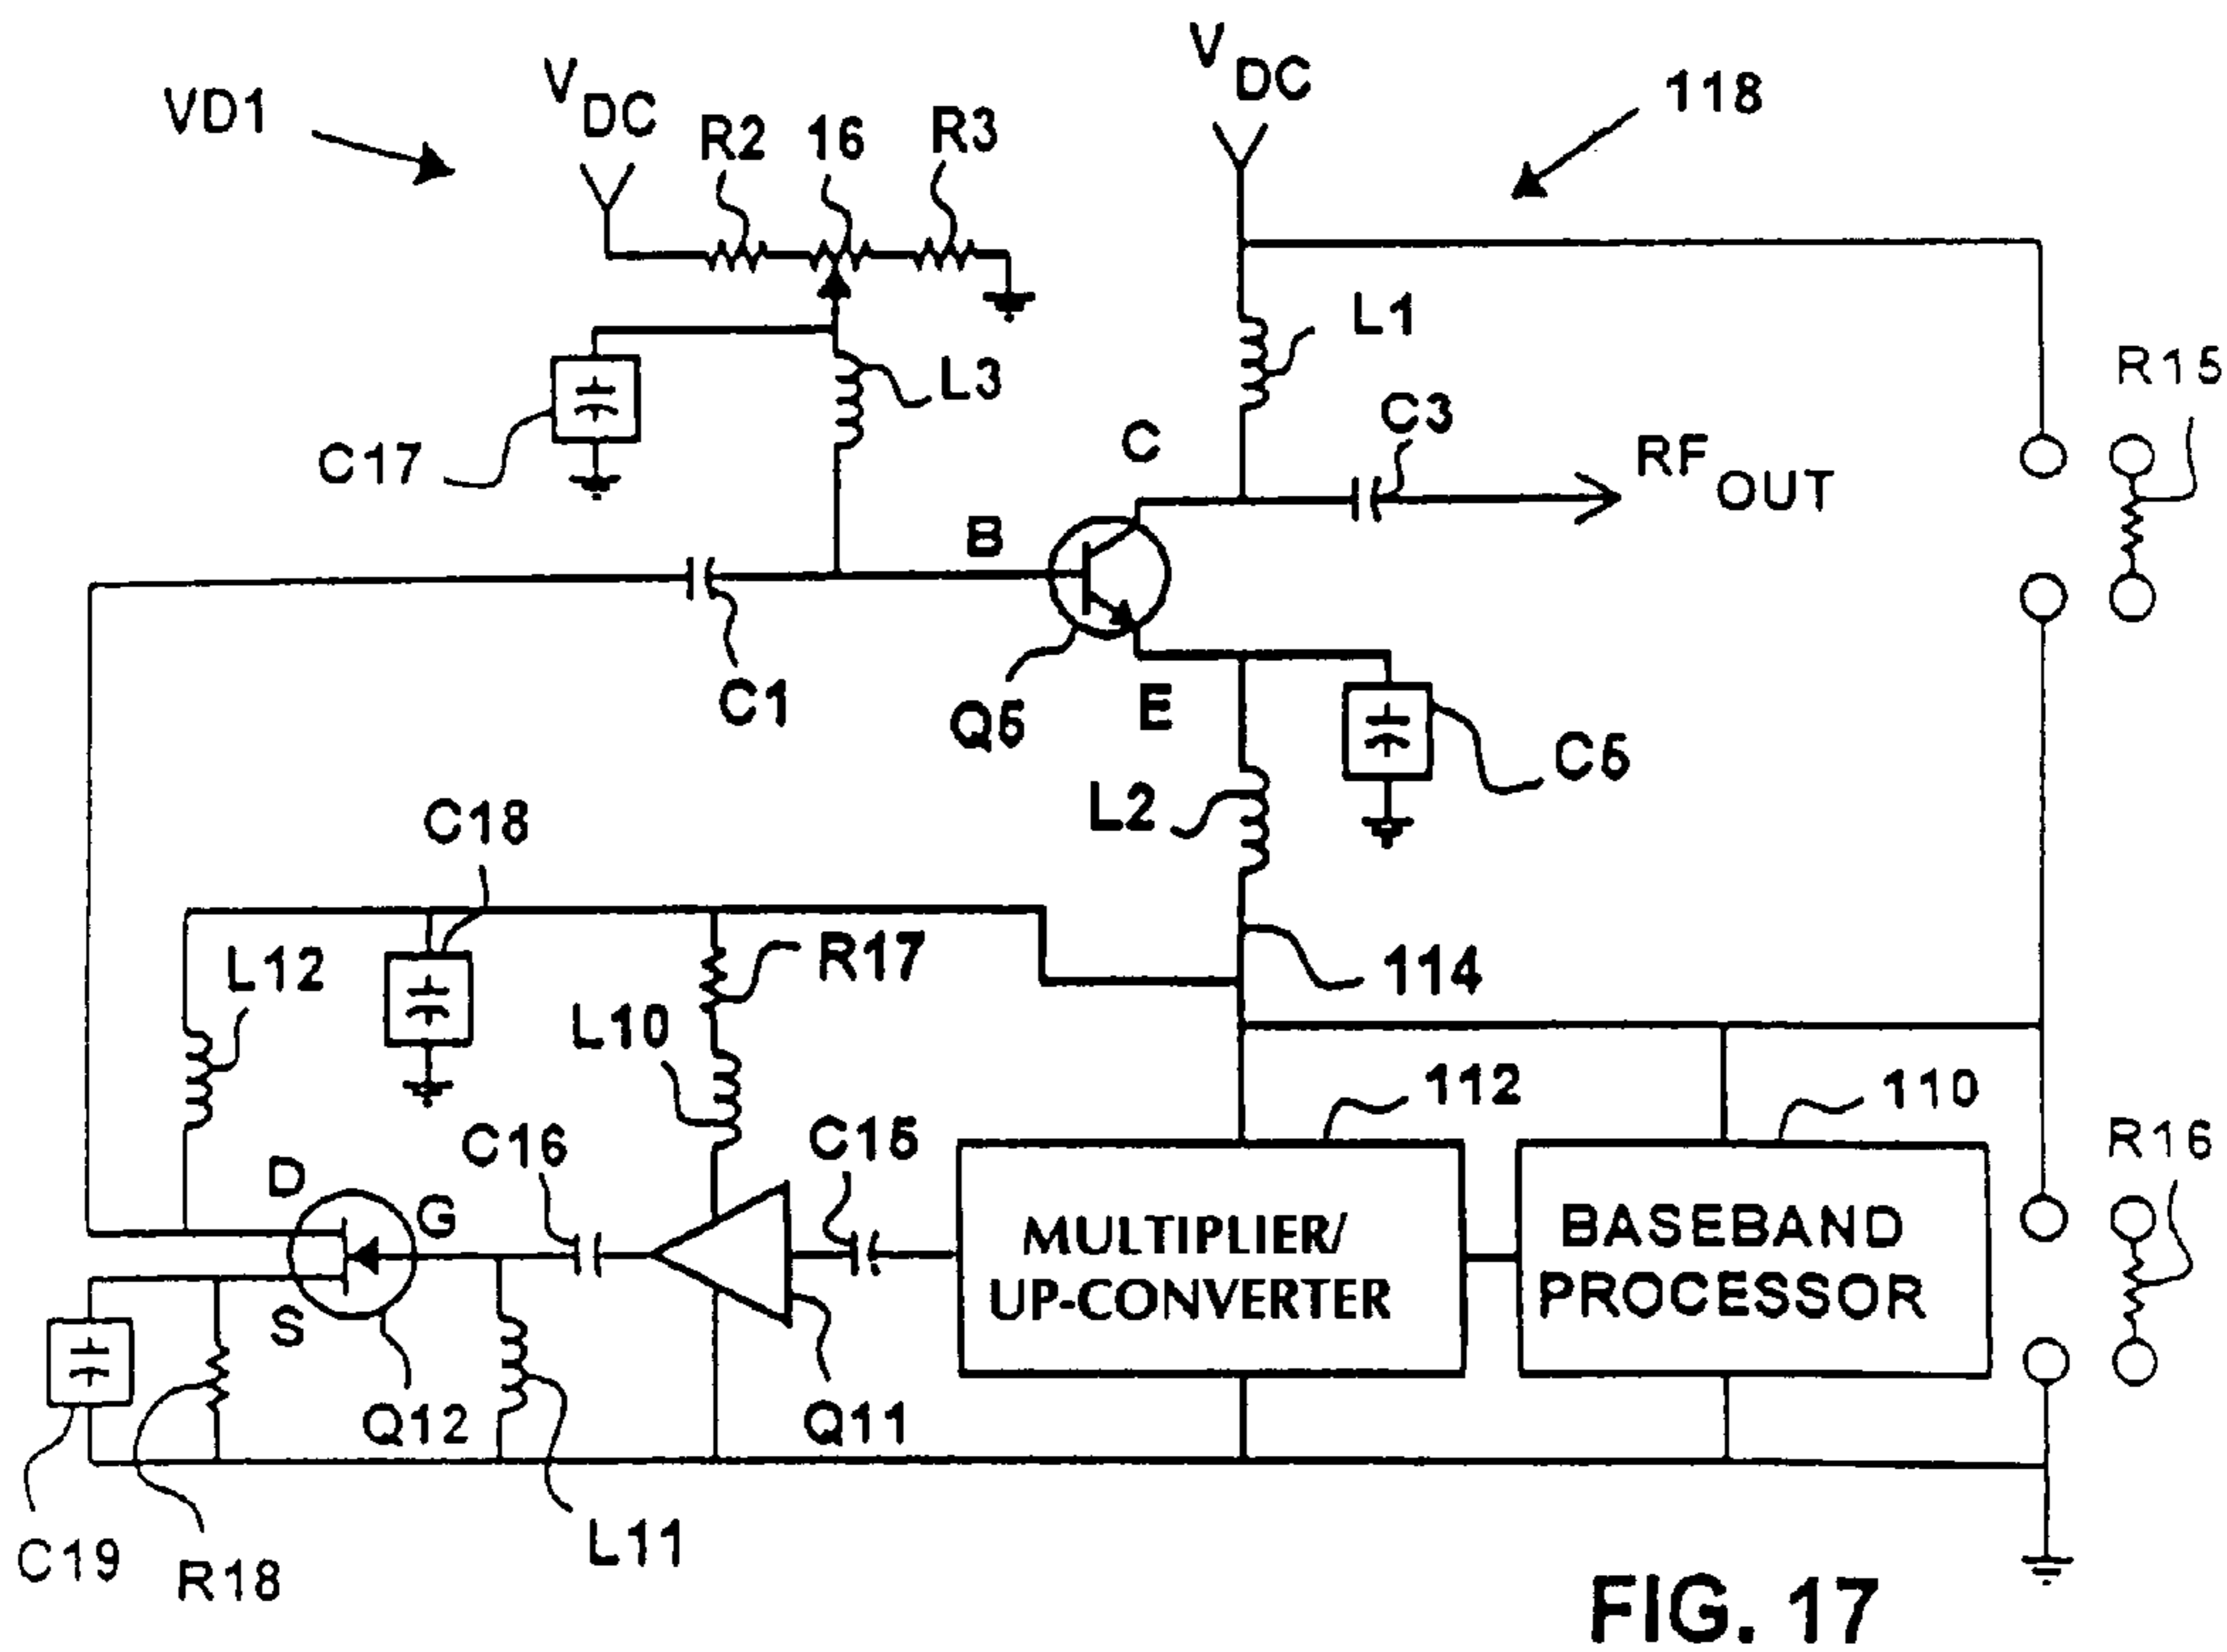 VD1
V DC
R2
16
R3
V DC
118
L1
R15
L3
C3
C
C17
RF OUT
B
C1
Q5
E
C5
L2
C18
L12
R17
114
L10
112
110
C16
C15
R16
D
G
MULTIPLIER/
UP-CONVERTER
BASEBAND
PROCESSOR
S
Q12
Q11
C19
R18
L11
FIG. 17